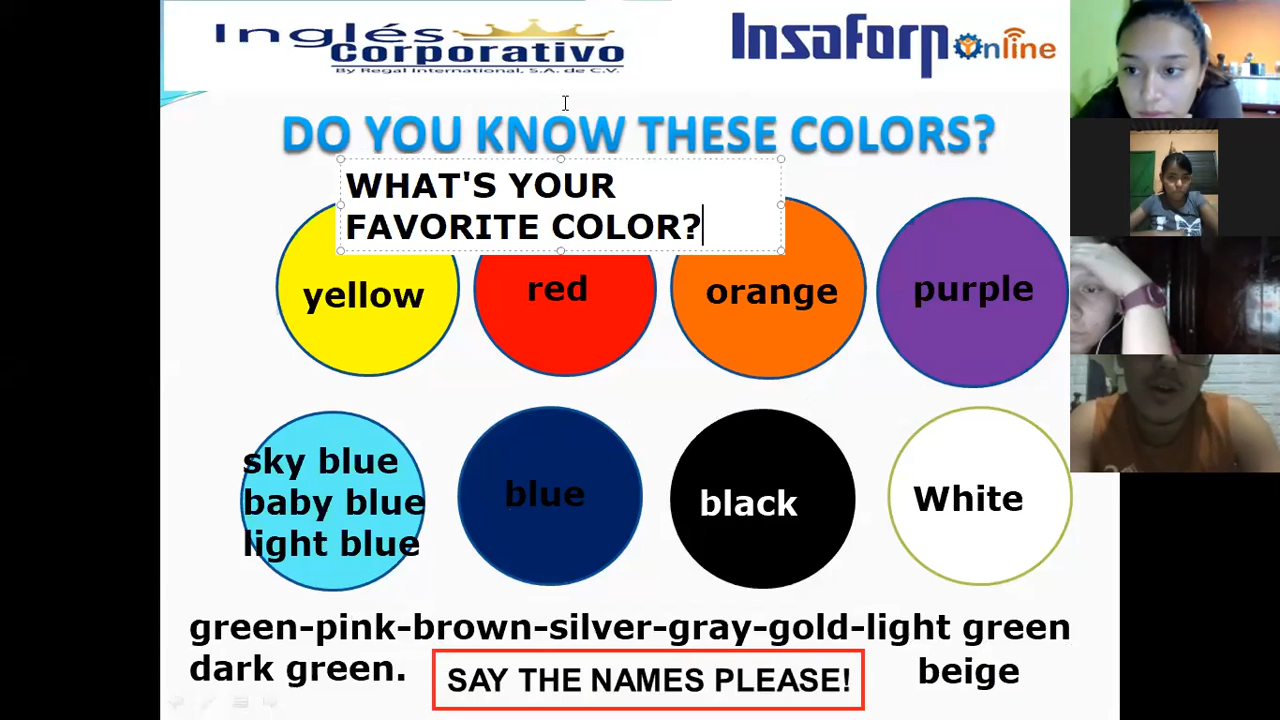 Inglés
Corporativo
By Regal International, S.A. de C.V.
Insaforp Online
DO YOU KNOW THESE COLORS?
WHAT'S YOUR
FAVORITE COLOR?
yellow
red
orange
purple
sky blue
baby blue
light blue
blue
black
White
green-pink-brown-silver-gray-gold-light green
dark green.
SAY THE NAMES PLEASE!
beige